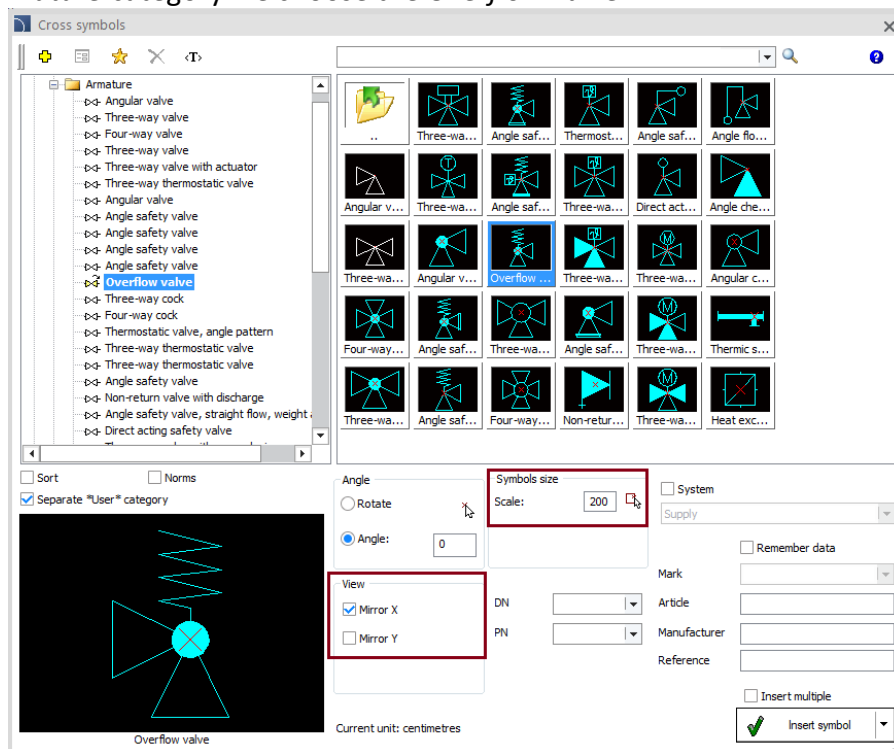 Cross symbols
<T>
Armature
Angular valve
Three-way valve
Four-way valve
Three-way valve
Three-way valve with actuator
Three-way thermostatic valve
Angular valve
Angle safety valve
Angle safety valve
Angle safety valve
Angle safety valve
Overflow valve
Three-way cock
Four-way cock
Thermostatic valve, angle pattern
Three-way thermostatic valve
Three-way thermostatic valve
Angle safety valve
Non-return valve with discharge
Angle safety valve, straight flow, weight
Direct acting safety valve
.. Three-wa... Angle saf... Thermost... Angle saf... Angle flo...
Angular v... Three-wa... Angle saf... Three-wa... Direct act... Angle che...
Three-wa... Angular v... Overflow ... Three-wa... Three-wa... Angular c...
Four-way... Angle saf... Three-wa... Angle saf... Three-wa... Thermic s...
Three-wa... Angle saf... Four-way... Non-retur... Three-wa... Heat exc...
Sort Norms
Separate *User* category
Overflow valve
Angle
Rotate
Angle: 0
View
Mirror X
Mirror Y
Symbols size
Scale: 200
DN
PN
System
Supply
Remember data
Mark
Article
Manufacturer
Reference
Insert multiple
Insert symbol
Current unit: centimetres